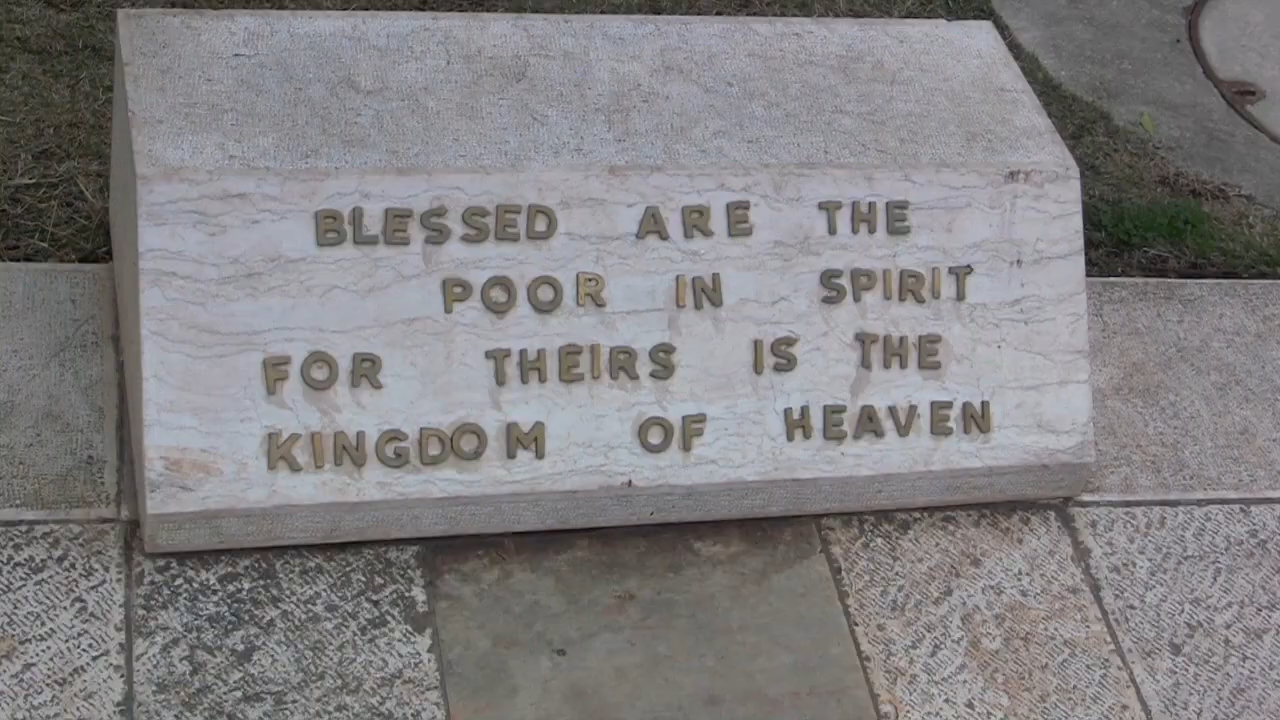 BLESSED ARE THE
POOR IN SPIRIT
FOR THEIRS IS THE
KINGDOM OF HEAVEN